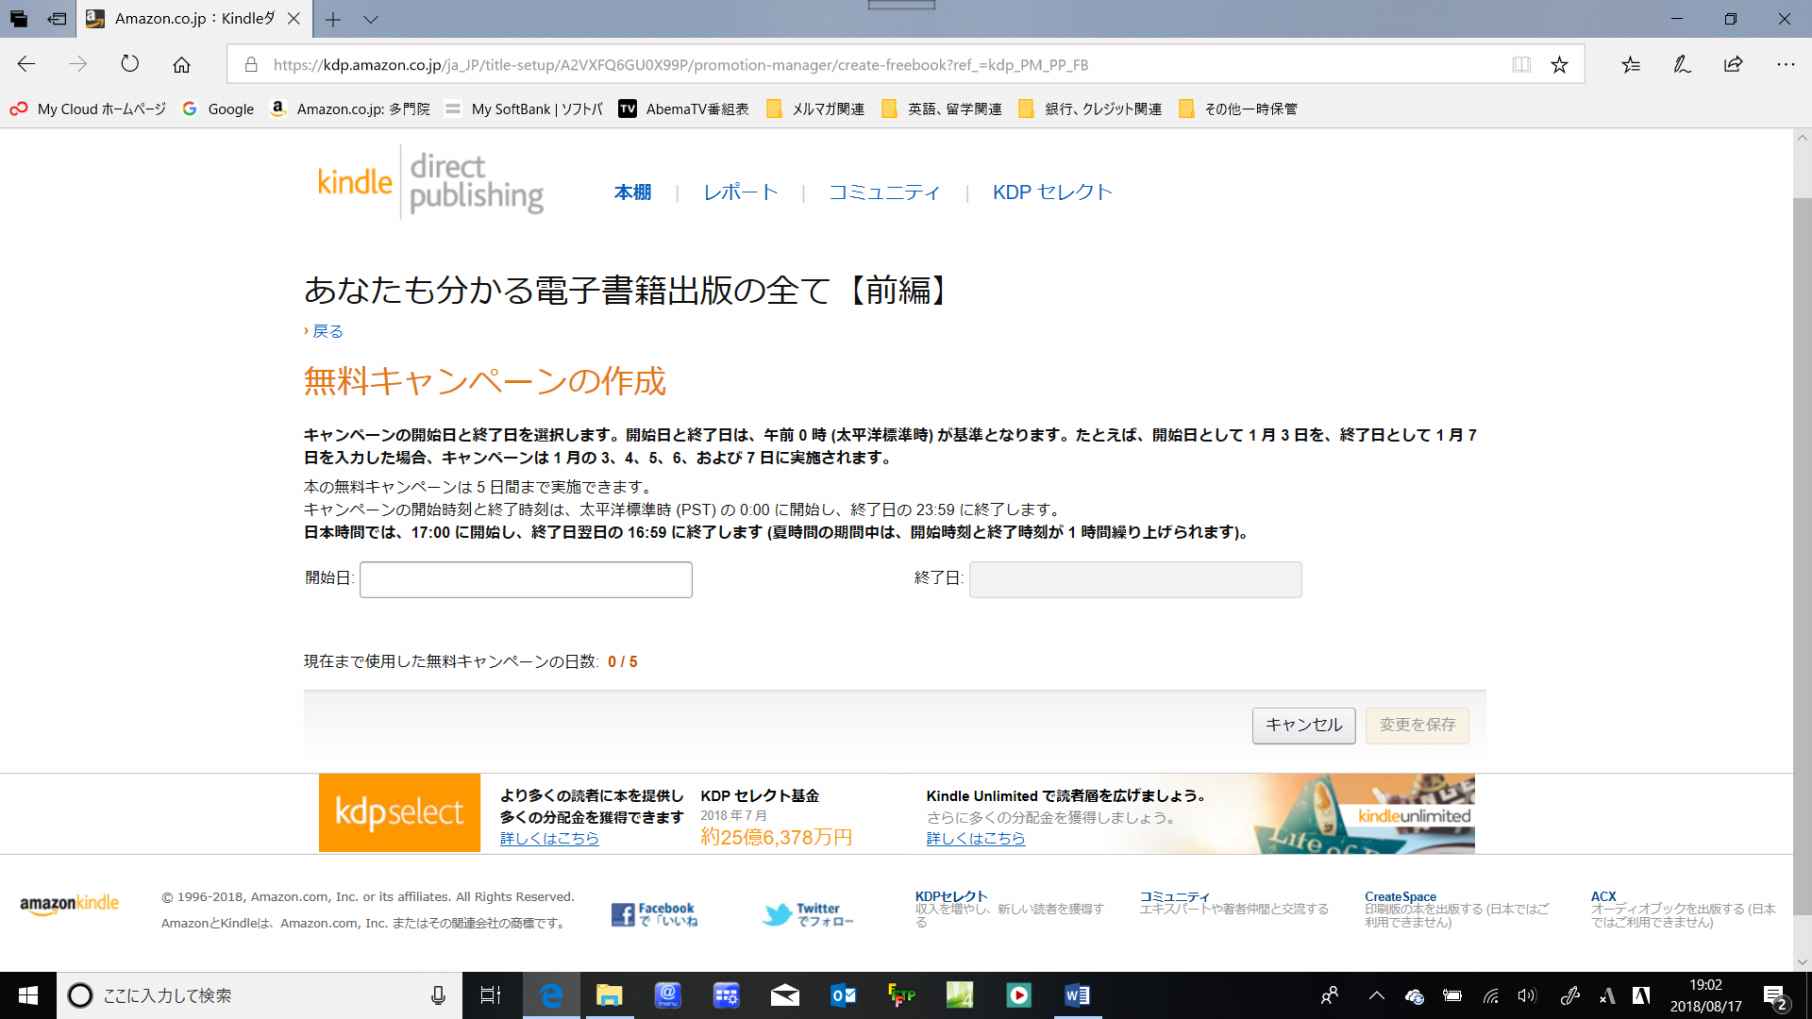 Amazon.co.jp：Kindleダ
https://kdp.amazon.co.jp/ja_JP/title-setup/A2VXFQ6GU0X99P/promotion-manager/create-freebook?ref_=kdp_PM_PP_FB
My Cloud ホームページ Google Amazon.co.jp: 多門院 My SoftBank | ソフトバ TV AbemaTV番組表 メルマガ関連 英語、留学関連 銀行、クレジット関連 その他一時保管
kindle direct publishing
本棚 | レポート | コミュニティ | KDP セレクト
あなたも分かる電子書籍出版の全て【前編】
› 戻る
無料キャンペーンの作成
キャンペーンの開始日と終了日を選択します。開始日と終了日は、午前 0 時 (太平洋標準時) が基準となります。たとえば、開始日として 1 月 3 日を、終了日として 1 月 7
日を入力した場合、キャンペーンは 1 月の 3、4、5、6、および 7 日に実施されます。
本の無料キャンペーンは 5 日間まで実施できます。
キャンペーンの開始時刻と終了時刻は、太平洋標準時 (PST) の 0:00 に開始し、終了日の 23:59 に終了します。
日本時間では、17:00 に開始し、終了日翌日の 16:59 に終了します (夏時間の期間中は、開始時刻と終了時刻が 1 時間繰り上げられます)。
開始日: 終了日:
現在まで使用した無料キャンペーンの日数: 0 / 5
キャンセル 変更を保存
kdpselect
より多くの読者に本を提供し
多くの分配金を獲得できます
詳しくはこちら
KDP セレクト基金
2018 年 7 月
約25億6,378万円
Kindle Unlimited で読者層を広げましょう。
さらに多くの分配金を獲得しましょう。
詳しくはこちら
kindleunlimited
Life of
amazonkindle
© 1996-2018, Amazon.com, Inc. or its affiliates. All Rights Reserved.
AmazonとKindleは、Amazon.com, Inc. またはその関連会社の商標です。
Facebook
で「いいね
Twitter
でフォロー
KDPセレクト
収入を増やし、新しい読者を獲得す
る
コミュニティ
エキスパートや著者仲間と交流する
CreateSpace
印刷版の本を出版する (日本ではご
利用できません)
ACX
オーディオブックを出版する (日本
ではご利用できません)
ここに入力して検索
19:02
2018/08/17
2